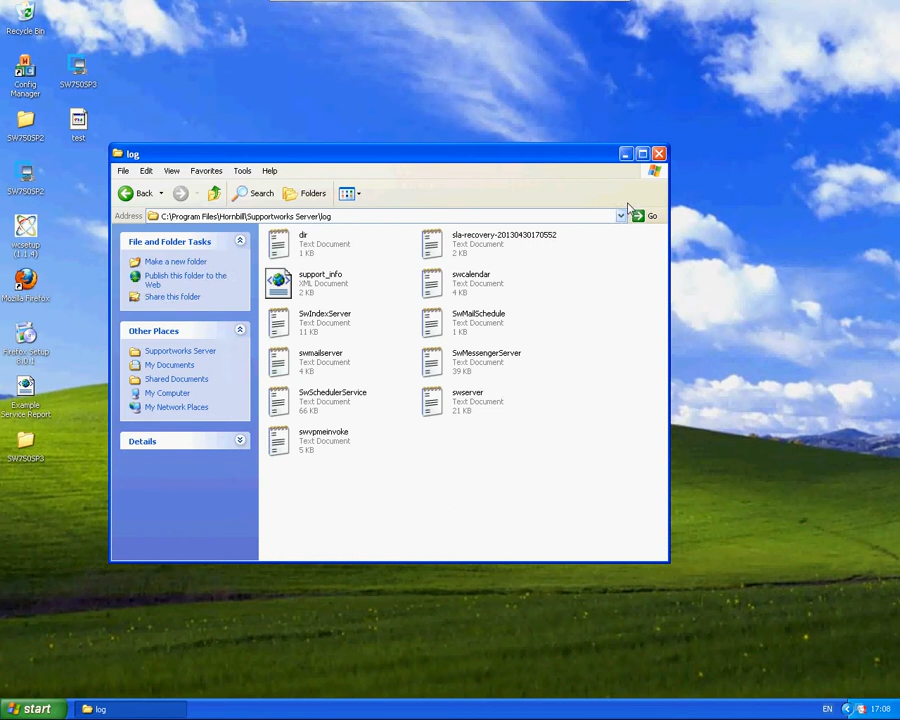 Recycle Bin
Config
Manager
SW750SP3
SW750SP2
test
SW750SP2
wcsetup
(1.1.4)
Mozilla Firefox
Firefox Setup
8.0.1
Example
Service Report
SW750SP3
log
File Edit View Favorites Tools Help
Back Search Folders
Address C:\Program Files\Hornbill\Supportworks Server\log Go
File and Folder Tasks
Make a new folder
Publish this folder to the
Web
Share this folder
Other Places
Supportworks Server
My Documents
Shared Documents
My Computer
My Network Places
Details
dir
Text Document
1 KB
sla-recovery-20130430170552
Text Document
2 KB
support_info
XML Document
2 KB
swcalendar
Text Document
4 KB
SwIndexServer
Text Document
11 KB
SwMailSchedule
Text Document
1 KB
swmailserver
Text Document
4 KB
SwMessengerServer
Text Document
39 KB
SwSchedulerService
Text Document
66 KB
swserver
Text Document
21 KB
swvpmeinvoke
Text Document
5 KB
start log EN 17:08